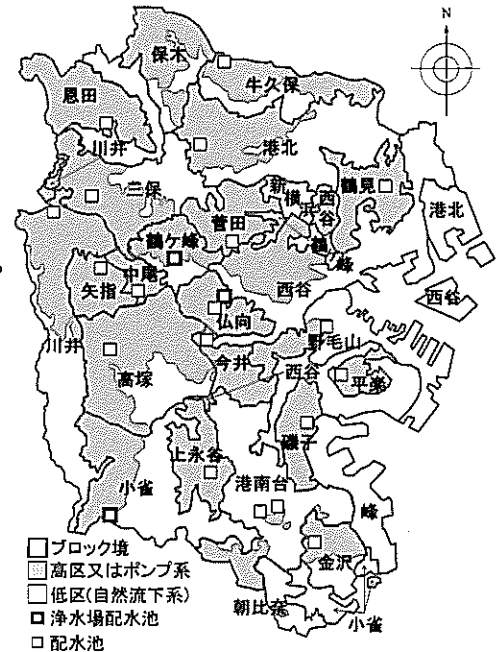 N
保木
牛久保
恩田
川井
港北
三保
新横浜
西谷
鶴見
港北
菅田
鶴ケ峰
鶴ヶ峰
西谷
矢指
中尾
西谷
仏向
野毛山
川井
今井
西谷
平楽
高塚
磯子
上永谷
小雀
港南台
峰
金沢
朝比奈
小雀
ブロック境
高区又はポンプ系
低区(自然流下系)
浄水場配水池
配水池